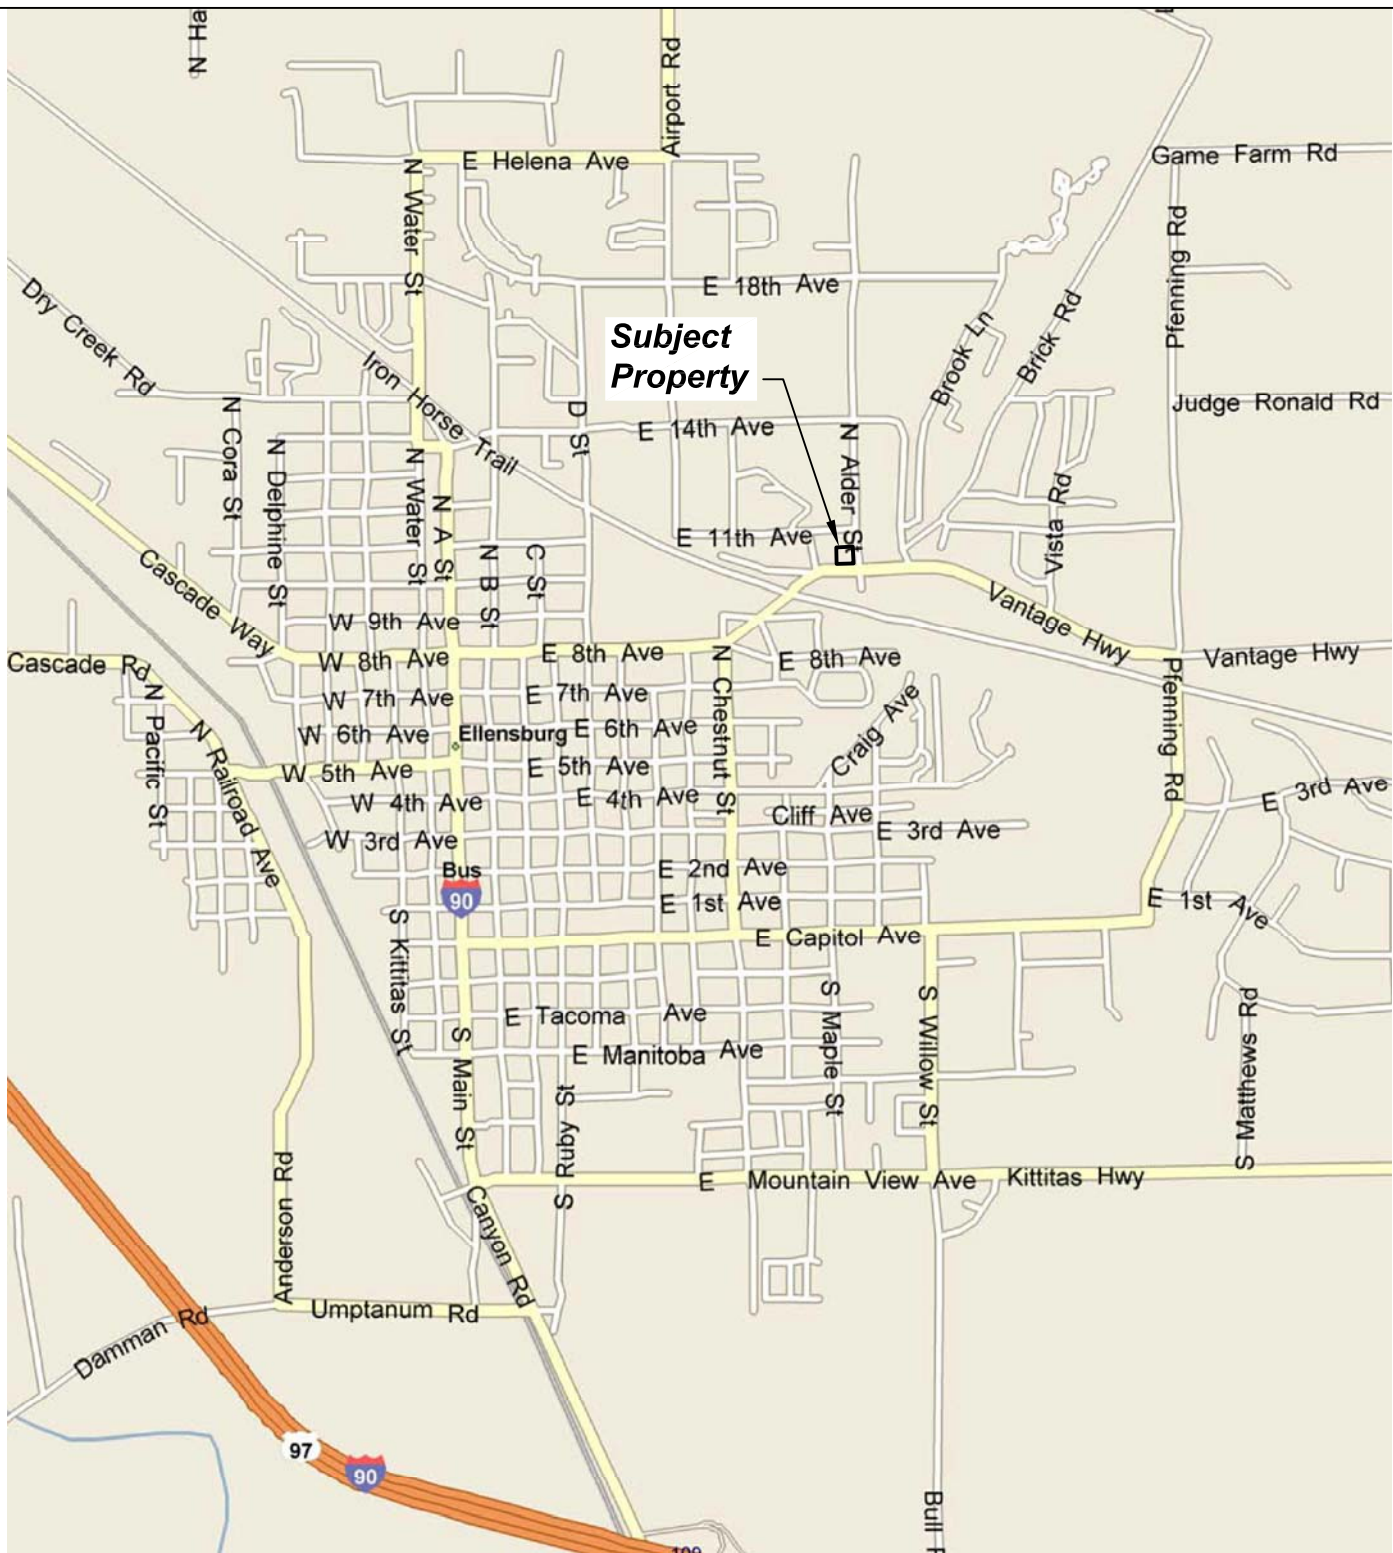 N Ha
Airport Rd
E Helena Ave
Game Farm Rd
N Water St
Pfenning Rd
Dry Creek Rd
E 18th Ave
Brook Ln
Brick Rd
Subject
Property
Iron Horse Trail
Judge Ronald Rd
N Cora St
D St
E 14th Ave
N Alder St
N Delphine St
N Water St
N A St
Vista Rd
E 11th Ave
N B St
C St
Cascade Way
Vantage Hwy
W 9th Ave
W 8th Ave
E 8th Ave
E 8th Ave
Vantage Hwy
Cascade Rd
N Chestnut St
Pfenning Rd
N Pacific St
W 7th Ave
E 7th Ave
Craig Ave
W 6th Ave
Ellensburg
E 6th Ave
N Railroad Ave
W 5th Ave
E 5th Ave
W 4th Ave
E 4th Ave
E 3rd Ave
Cliff Ave
E 3rd Ave
W 3rd Ave
Bus
90
E 2nd Ave
E 1st Ave
E 1st Ave
S Kittitas St
E Capitol Ave
S Maple St
S Willow St
S Matthews Rd
E Tacoma Ave
S Main St
E Manitoba Ave
S Ruby St
E Mountain View Ave
Kittitas Hwy
Anderson Rd
Canyon Rd
Umptanum Rd
Damman Rd
97
90
Bull
109